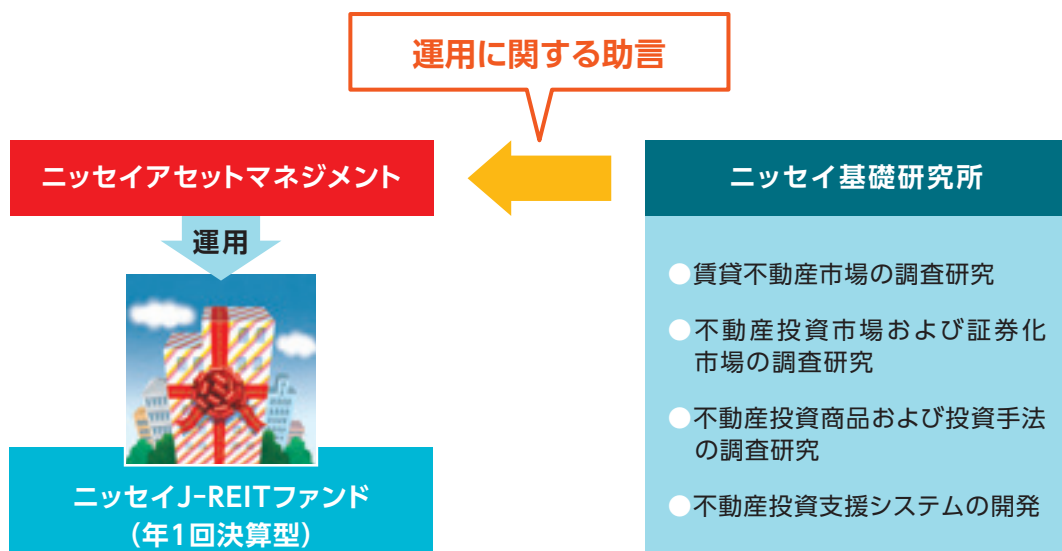 運用に関する助言
ニッセイアセットマネジメント
運用
ニッセイJ-REITファンド
(年1回決算型)
ニッセイ基礎研究所
●賃貸不動産市場の調査研究
●不動産投資市場および証券化
市場の調査研究
●不動産投資商品および投資手法
の調査研究
●不動産投資支援システムの開発